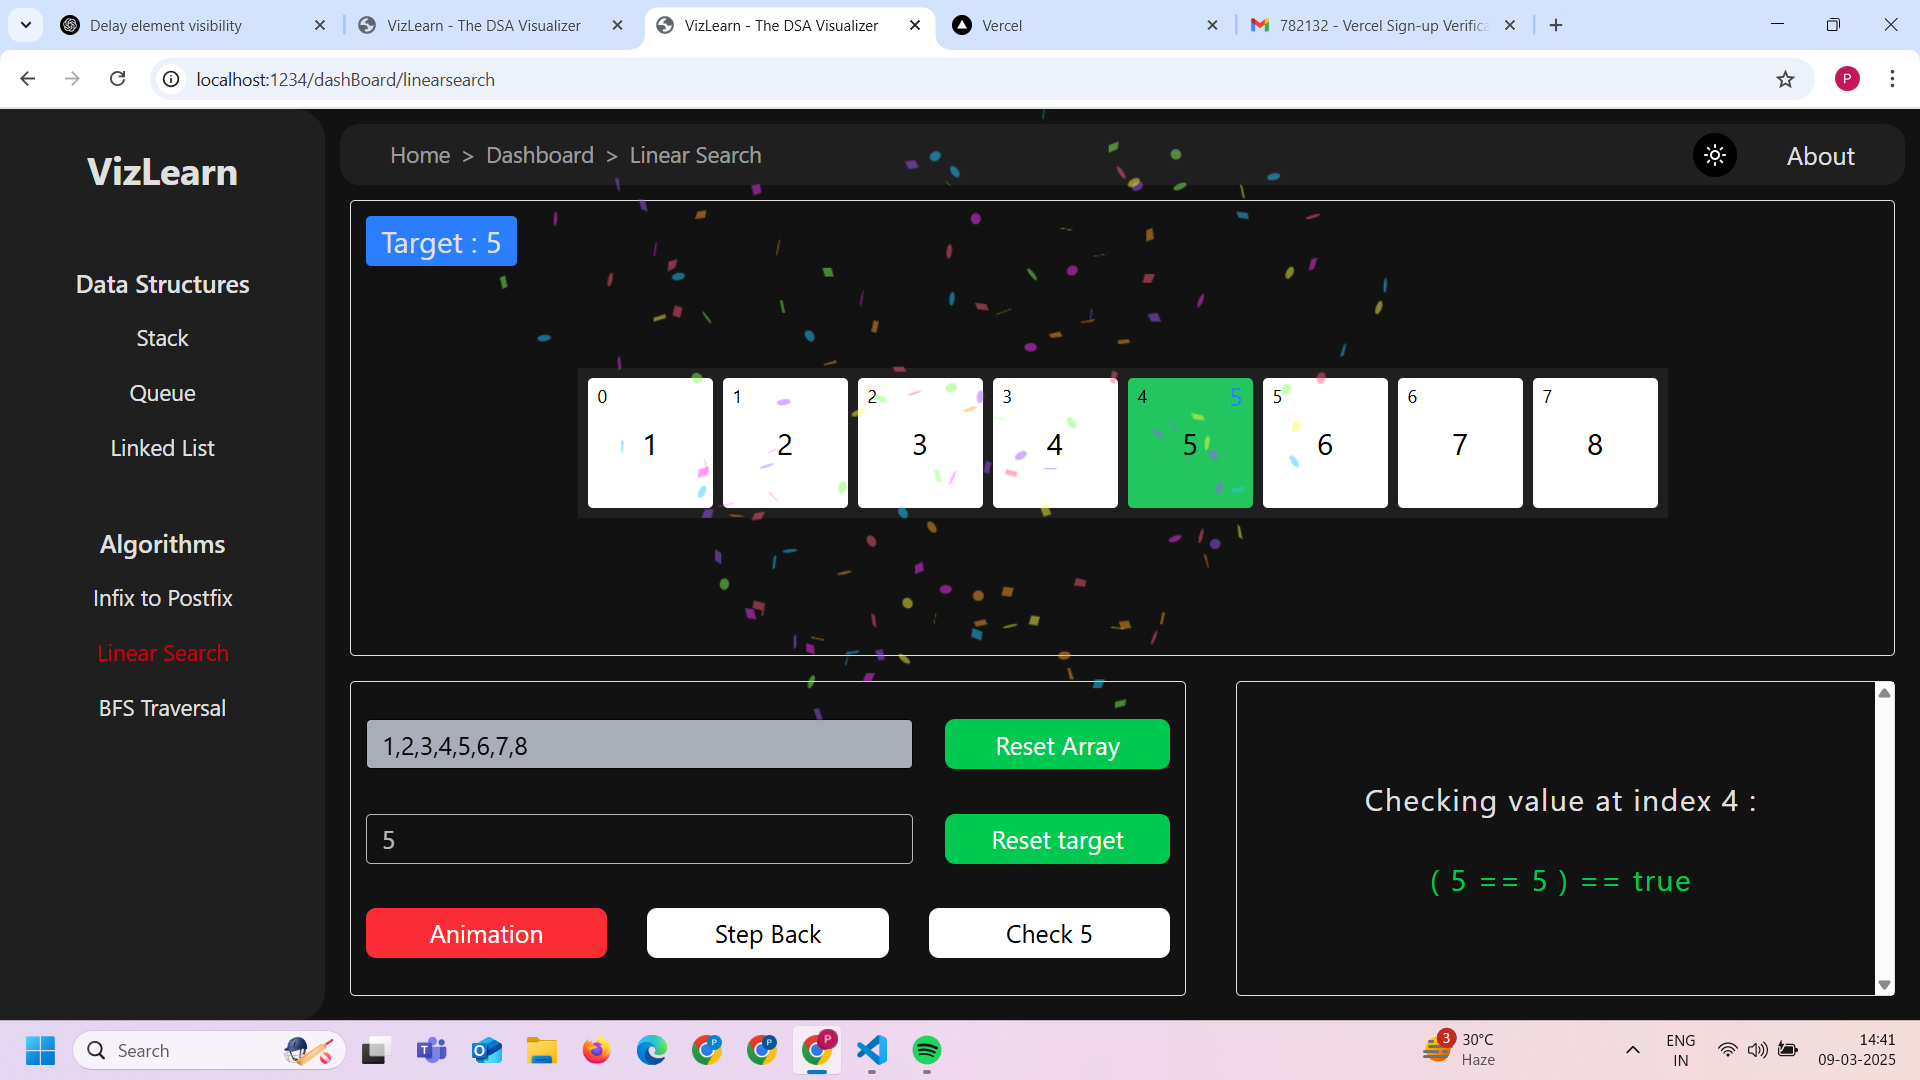 Delay element visibility
VizLearn - The DSA Visualizer
VizLearn - The DSA Visualizer
Vercel
782132 - Vercel Sign-up Verifica
localhost:1234/dashBoard/linearsearch
P
VizLearn
Data Structures
Stack
Queue
Linked List
Algorithms
Infix to Postfix
Linear Search
BFS Traversal
Home > Dashboard > Linear Search
About
Target : 5
0 1 2 3 4 5 5 6 7
1 2 3 4 5 6 7 8
1,2,3,4,5,6,7,8
Reset Array
5
Reset target
Animation
Step Back
Check 5
Checking value at index 4 :
( 5 == 5 ) == true
Search
P
P
P
3
30°C
Haze
ENG
IN
14:41
09-03-2025